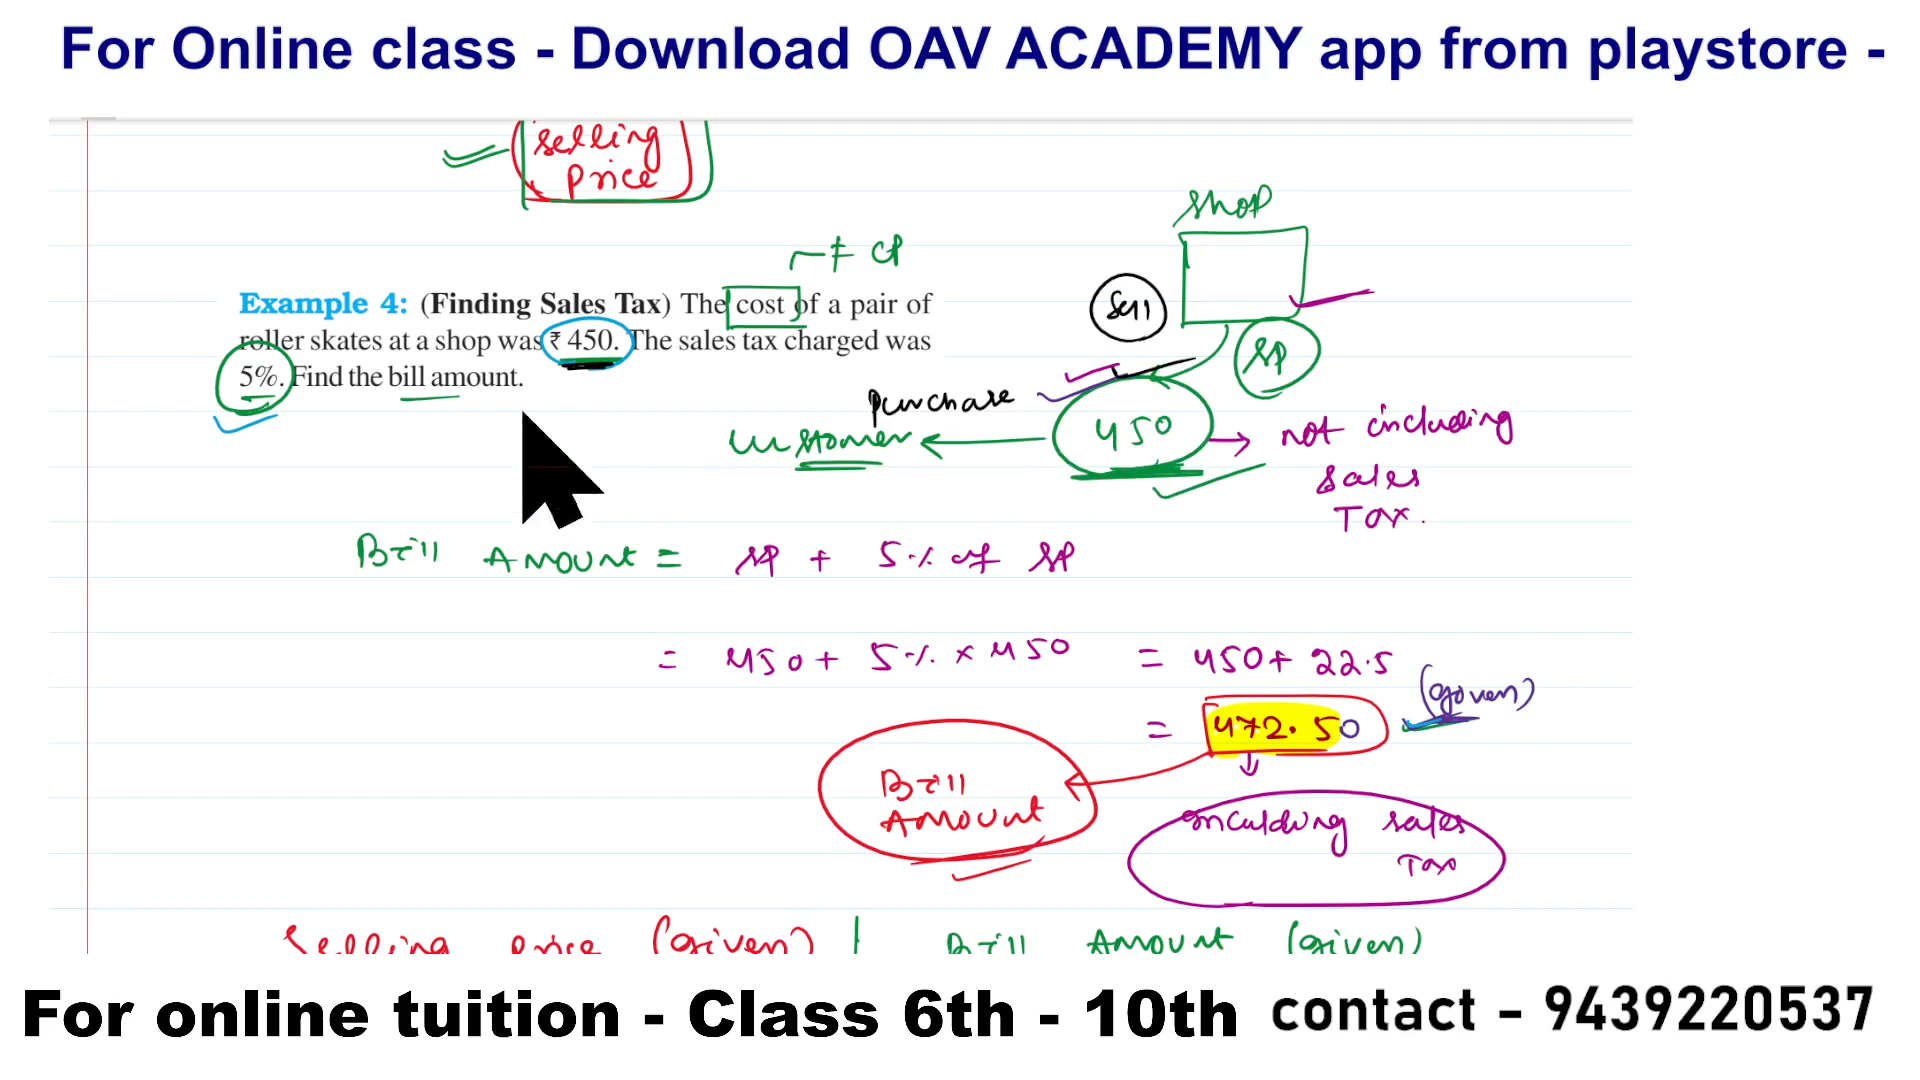 For Online class - Download OAV ACADEMY app from playstore -
selling
price
shop
≠ CP
Example 4: (Finding Sales Tax) The cost of a pair of
roller skates at a shop was ₹ 450. The sales tax charged was
5%. Find the bill amount.
Sell
SP
purchase
customer
450
not including
sales
Tax.
Bill Amount = SP + 5% of SP
= 450 + 5% × 450 = 450 + 22.5
(goven)
= 472.50
Bill
Amount
sales
Tax
Selling price (given) | Bill Amount (given)
For online tuition - Class 6th - 10th contact - 9439220537